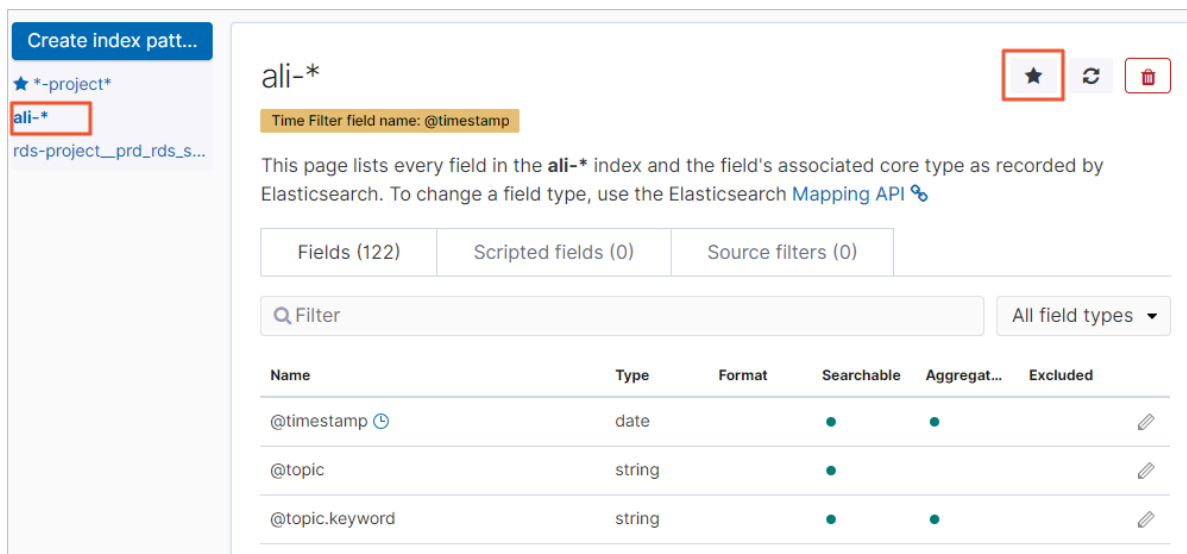 Create index patt...
*-project*
ali-*
rds-project__prd_rds_s...
ali-*
Time Filter field name: @timestamp
This page lists every field in the ali-* index and the field's associated core type as recorded by
Elasticsearch. To change a field type, use the Elasticsearch Mapping API
Fields (122) Scripted fields (0) Source filters (0)
Filter All field types
Name Type Format Searchable Aggregat... Excluded
@timestamp date
@topic string
@topic.keyword string